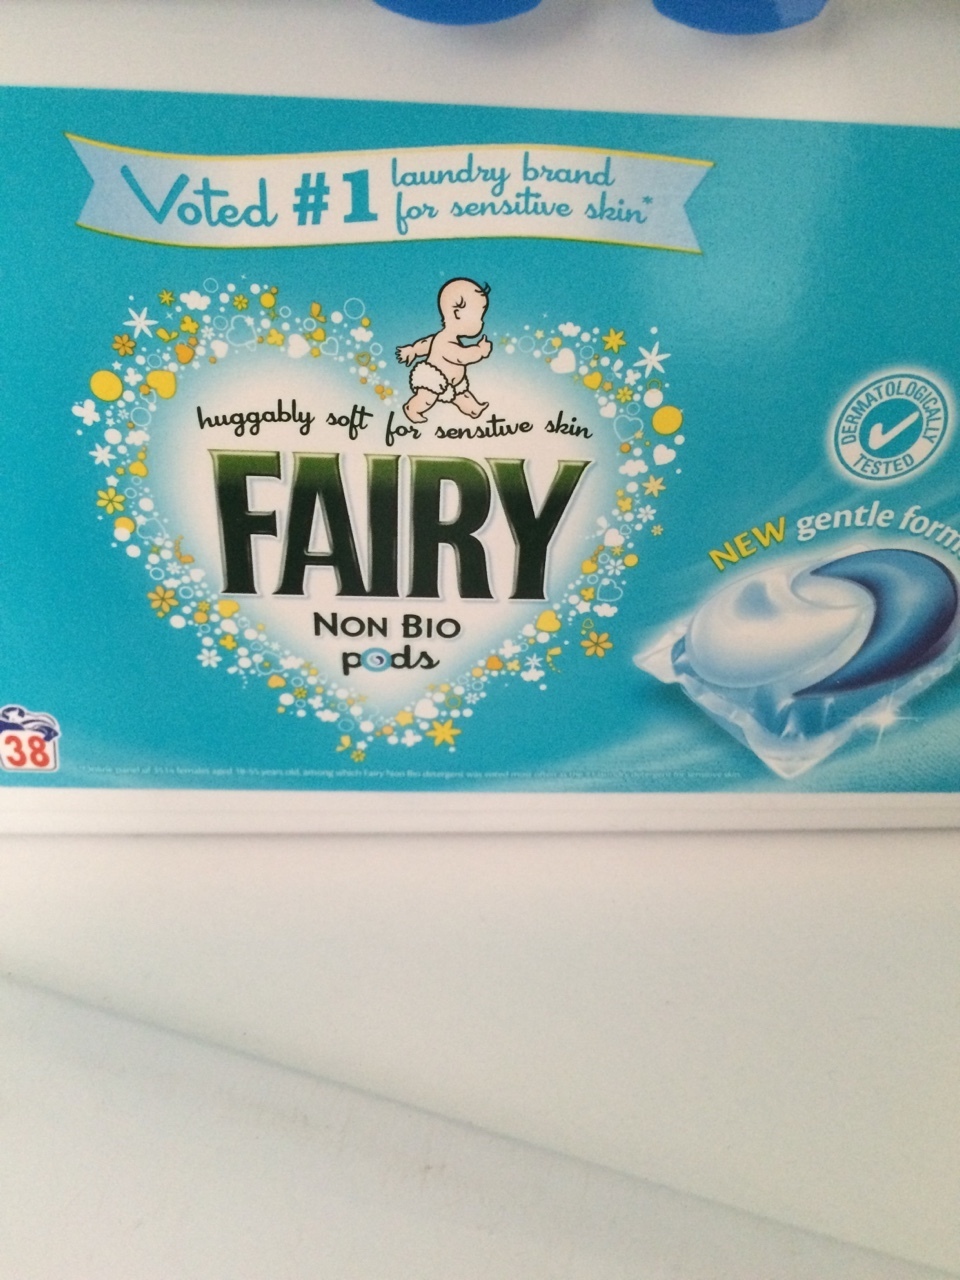 Voted #1 laundry brand
for sensitive skin*
huggably soft for sensitive skin
FAIRY
NON BIO
pods
DERMATOLOGICALLY
TESTED
NEW gentle form
38